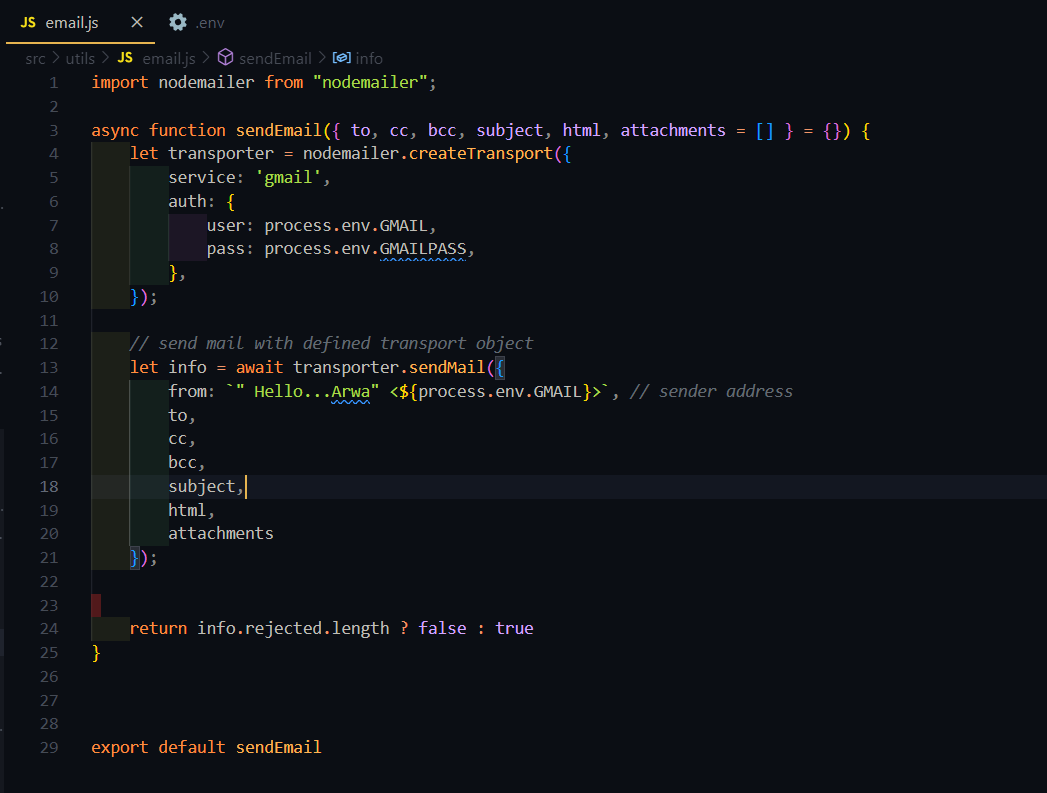 JS email.js × .env
src > utils > JS email.js > sendEmail > info
1 import nodemailer from "nodemailer";
2
3 async function sendEmail({ to, cc, bcc, subject, html, attachments = [] } = {}) {
4 let transporter = nodemailer.createTransport({
5 service: 'gmail',
6 auth: {
7 user: process.env.GMAIL,
8 pass: process.env.GMAILPASS,
9 },
10 });
11
12 // send mail with defined transport object
13 let info = await transporter.sendMail({
14 from: `" Hello...Arwa" <${process.env.GMAIL}>`, // sender address
15 to,
16 cc,
17 bcc,
18 subject,
19 html,
20 attachments
21 });
22
23
24 return info.rejected.length ? false : true
25 }
26
27
28
29 export default sendEmail